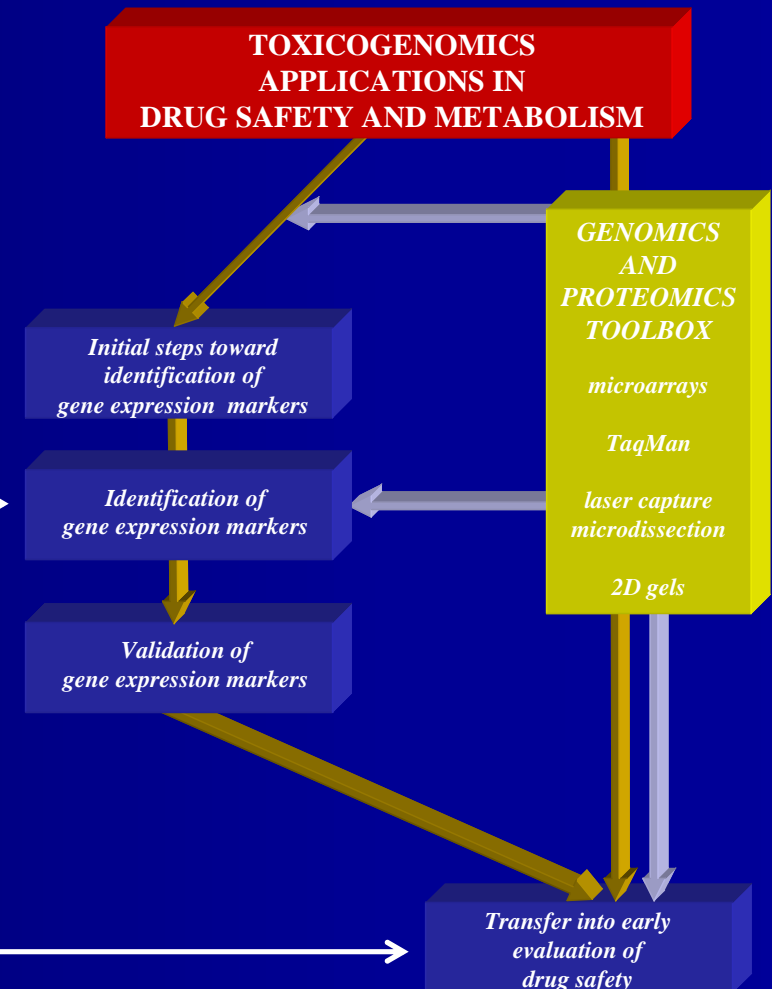 TOXICOGENOMICS
APPLICATIONS IN
DRUG SAFETY AND METABOLISM
GENOMICS
AND
PROTEOMICS
TOOLBOX
microarrays
TaqMan
laser capture
microdissection
2D gels
Initial steps toward
identification of
gene expression markers
Identification of
gene expression markers
Validation of
gene expression markers
Transfer into early
evaluation of
drug safety